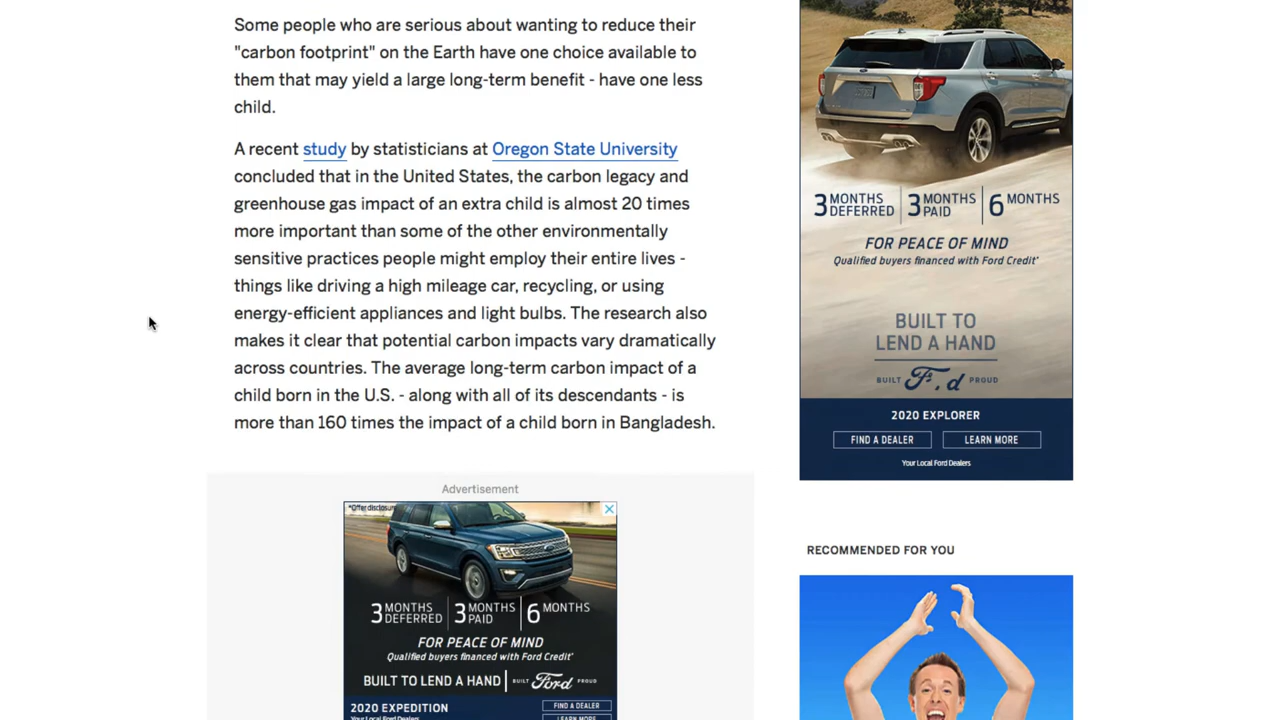 Some people who are serious about wanting to reduce their
"carbon footprint" on the Earth have one choice available to
them that may yield a large long-term benefit - have one less
child.
A recent study by statisticians at Oregon State University
concluded that in the United States, the carbon legacy and
greenhouse gas impact of an extra child is almost 20 times
more important than some of the other environmentally
sensitive practices people might employ their entire lives -
things like driving a high mileage car, recycling, or using
energy-efficient appliances and light bulbs. The research also
makes it clear that potential carbon impacts vary dramatically
across countries. The average long-term carbon impact of a
child born in the U.S. - along with all of its descendants - is
more than 160 times the impact of a child born in Bangladesh.
Advertisement
*Offer disclosure
3 MONTHS DEFERRED 3 MONTHS PAID 6 MONTHS
FOR PEACE OF MIND
Qualified buyers financed with Ford Credit*
BUILT TO LEND A HAND BUILT Ford PROUD
2020 EXPEDITION
Your Local Ford Dealers
FIND A DEALER
LEARN MORE
3 MONTHS DEFERRED 3 MONTHS PAID 6 MONTHS
FOR PEACE OF MIND
Qualified buyers financed with Ford Credit*
BUILT TO
LEND A HAND
BUILT Ford PROUD
2020 EXPLORER
FIND A DEALER LEARN MORE
Your Local Ford Dealers
RECOMMENDED FOR YOU